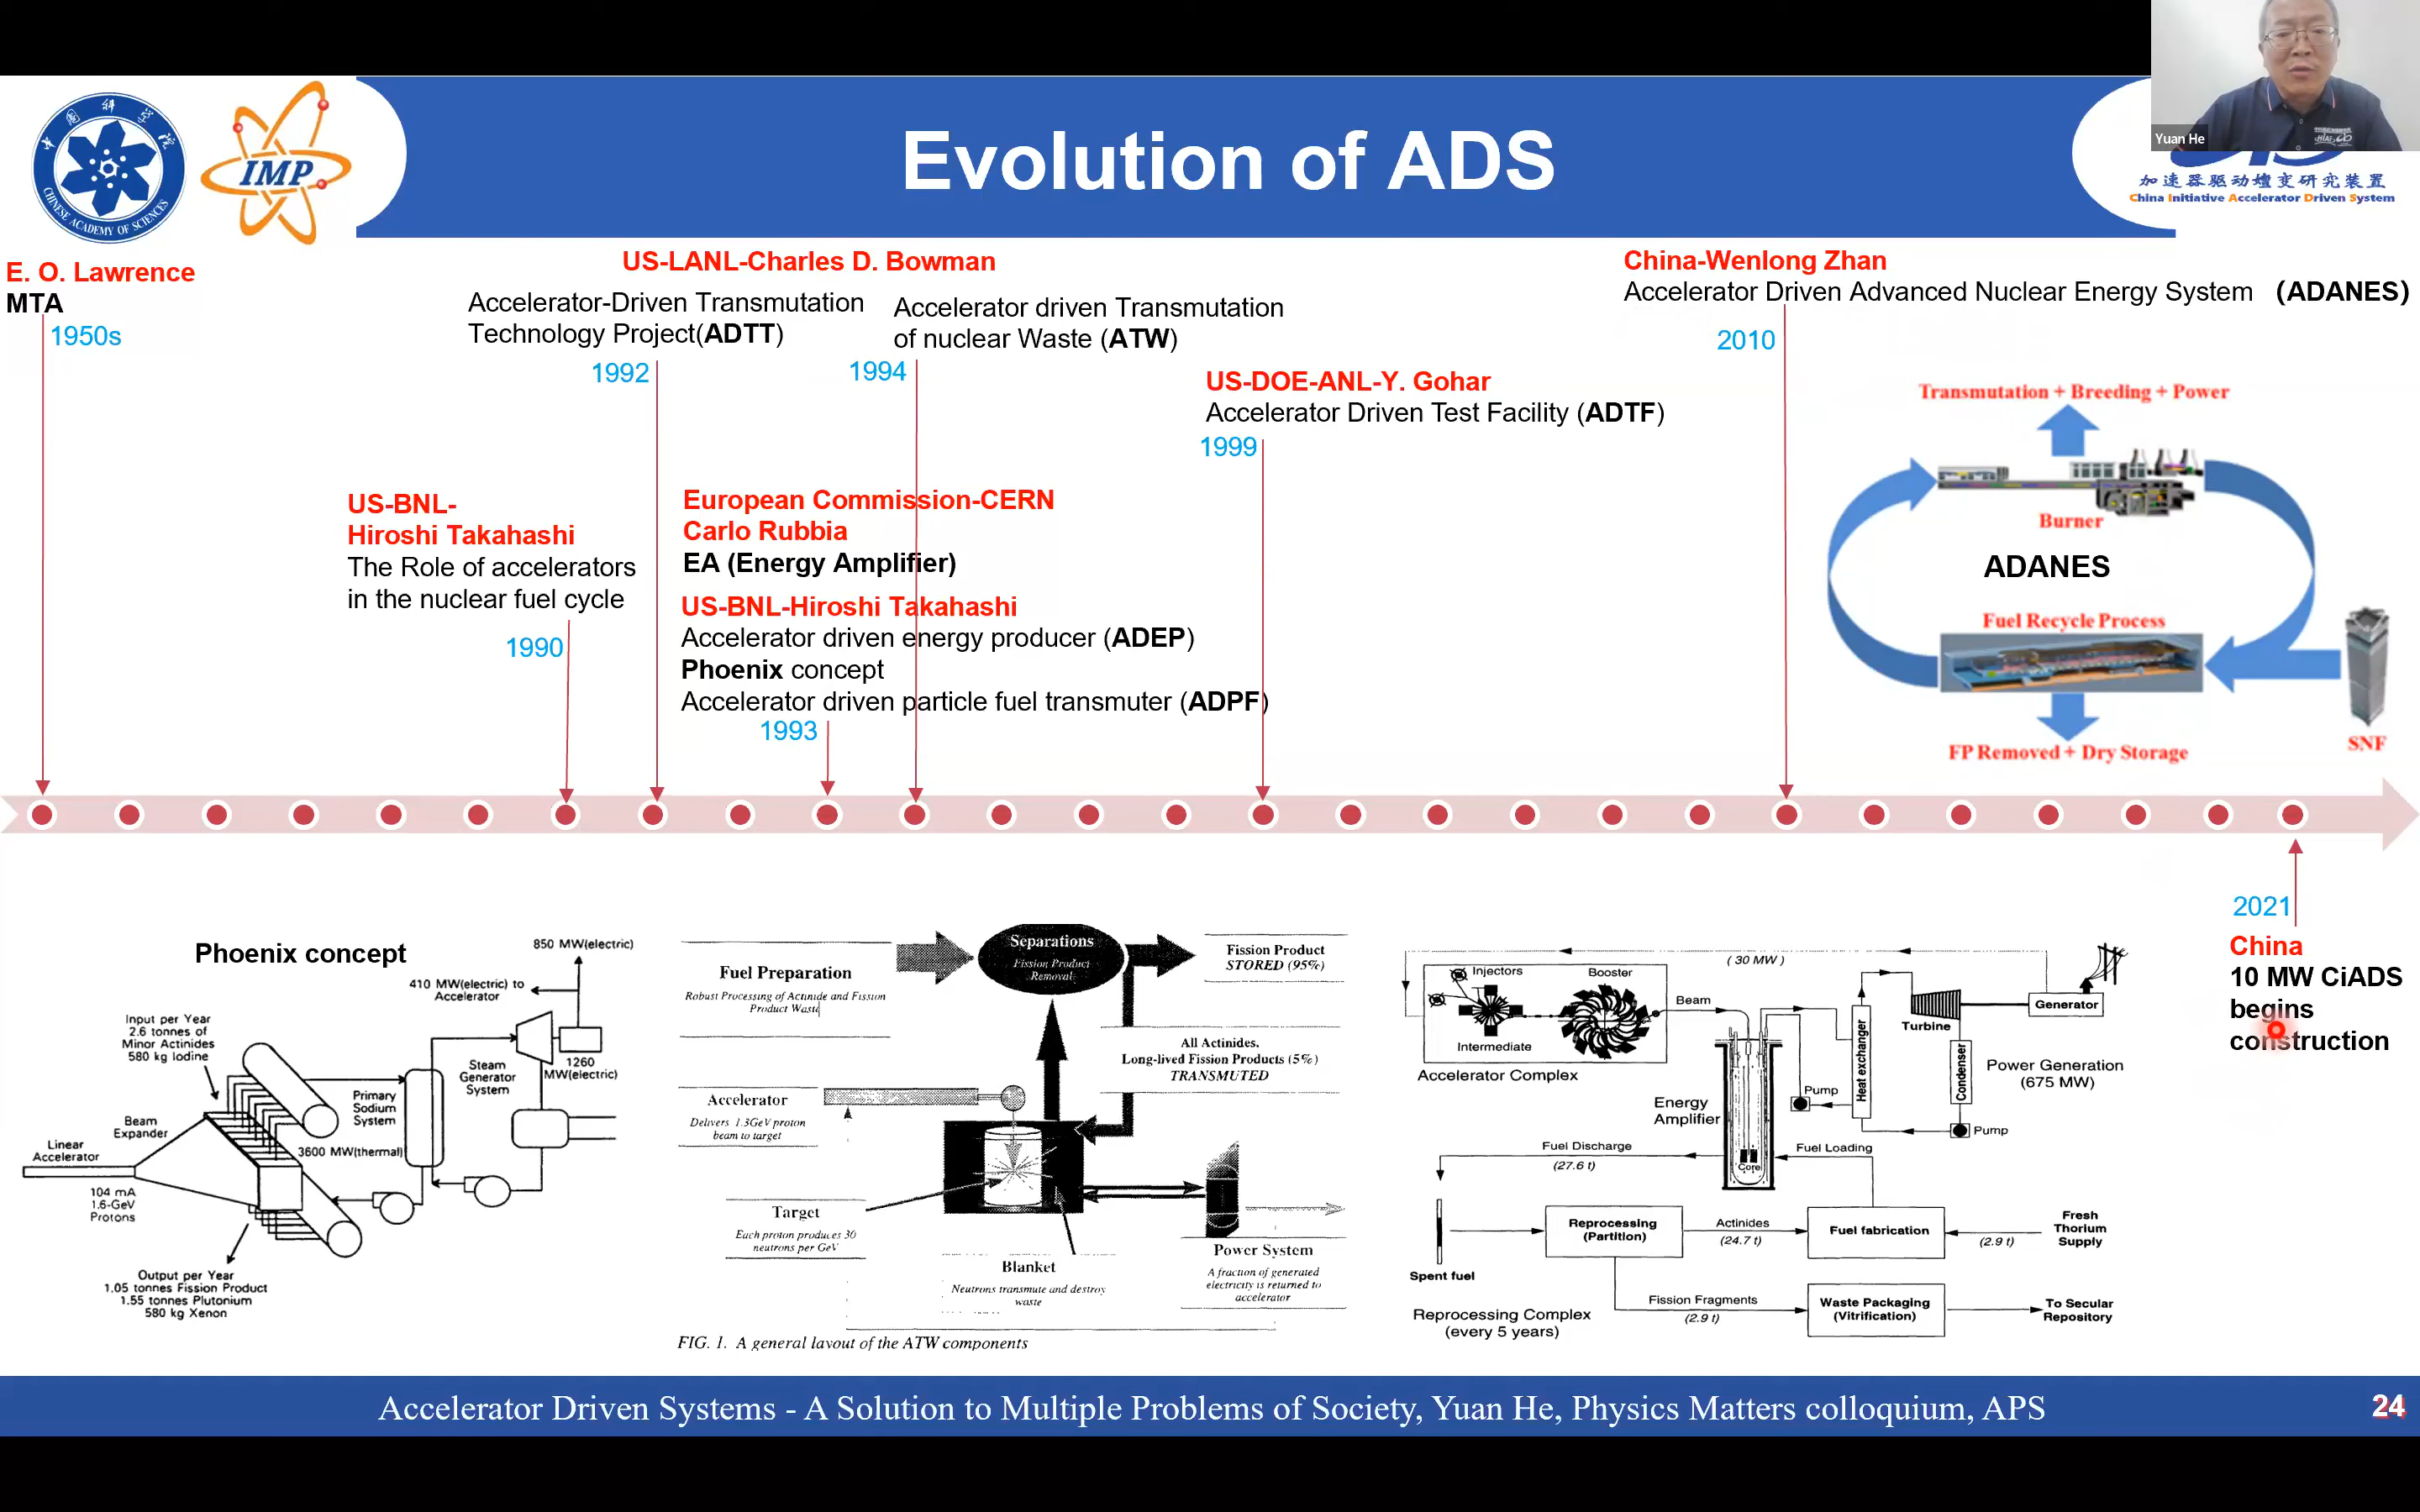 Yuan He
中国科学院
CHINESE ACADEMY OF SCIENCES
IMP
Evolution of ADS
加速器驱动嬗变研究装置
China Initiative Accelerator Driven System
E. O. Lawrence
MTA
1950s
US-LANL-Charles D. Bowman
Accelerator-Driven Transmutation
Technology Project(ADTT)
1992
Accelerator driven Transmutation
of nuclear Waste (ATW)
1994
US-DOE-ANL-Y. Gohar
Accelerator Driven Test Facility (ADTF)
1999
China-Wenlong Zhan
Accelerator Driven Advanced Nuclear Energy System (ADANES)
2010
US-BNL-
Hiroshi Takahashi
The Role of accelerators
in the nuclear fuel cycle
1990
European Commission-CERN
Carlo Rubbia
EA (Energy Amplifier)
US-BNL-Hiroshi Takahashi
Accelerator driven energy producer (ADEP)
Phoenix concept
Accelerator driven particle fuel transmuter (ADPF)
1993
Transmutation + Breeding + Power
Burner
ADANES
Fuel Recycle Process
FP Removed + Dry Storage
SNF
2021
China
10 MW CiADS
begins
construction
Phoenix concept
850 MW(electric)
410 MW(electric) to
Accelerator
Input per Year
2.6 tonnes of
Minor Actinides
580 kg Iodine
1260
MW(electric)
Steam
Generator
System
Primary
Sodium
System
Beam
Expander
Linear
Accelerator
3600 MW(thermal)
104 mA
1.6-GeV
Protons
Output per Year
1.05 tonnes Fission Product
1.55 tonnes Plutonium
580 kg Xenon
Separations
Fission Product
Removal
Fuel Preparation
Robust Processing of Actinide and Fission
Product Waste
Fission Product
STORED (95%)
All Actinides,
Long-lived Fission Products (5%)
TRANSMUTED
Accelerator
Delivers 1.3GeV proton
beam to target
Target
Each proton produces 30
neutrons per GeV
Blanket
Neutrons transmute and destroy
waste
Power System
A fraction of generated
electricity is returned to
accelerator
FIG. 1. A general layout of the ATW components
( 30 MW )
Injectors
Booster
Intermediate
Accelerator Complex
Beam
Energy
Amplifier
Core
Heat exchanger
Pump
Turbine
Generator
Condenser
Pump
Power Generation
(675 MW)
Fuel Discharge
(27.6 t)
Fuel Loading
Spent fuel
Reprocessing
(Partition)
Actinides
(24.7 t)
Fuel fabrication
(2.9 t)
Fresh
Thorium
Supply
Fission Fragments
(2.9 t)
Waste Packaging
(Vitrification)
To Secular
Repository
Reprocessing Complex
(every 5 years)
Accelerator Driven Systems - A Solution to Multiple Problems of Society, Yuan He, Physics Matters colloquium, APS
24